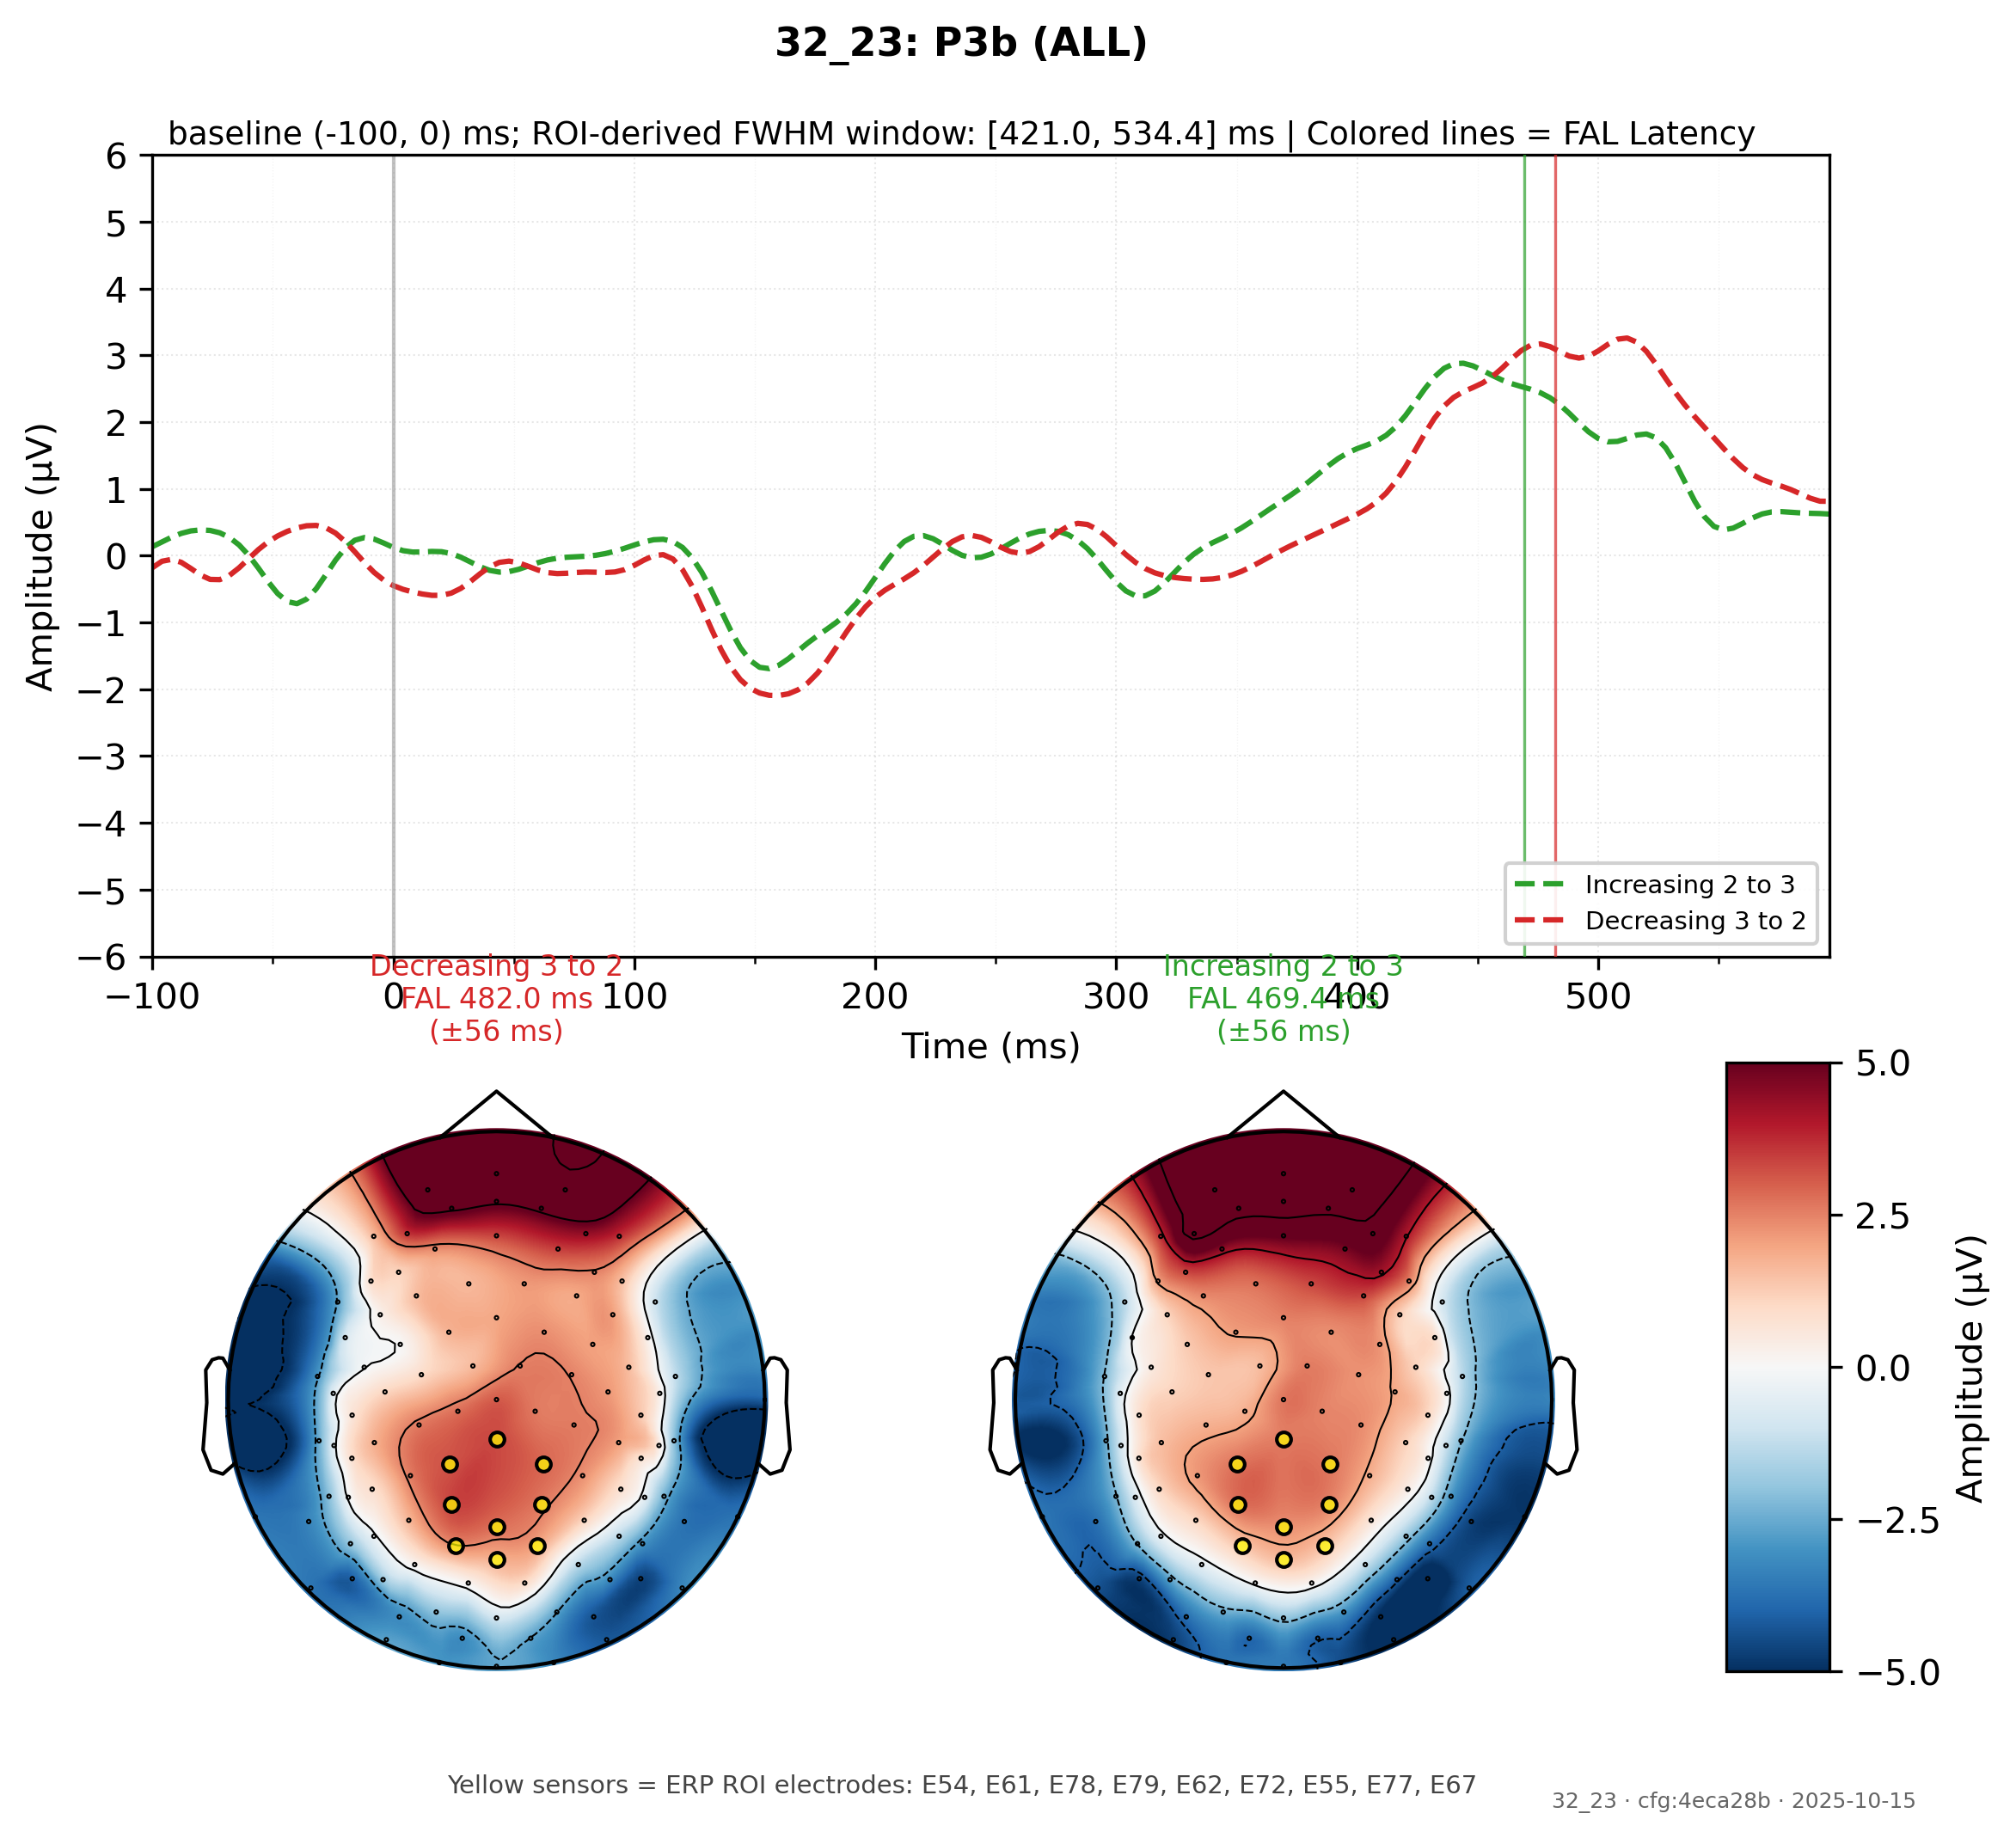 32_23: P3b (ALL)
baseline (-100, 0) ms; ROI-derived FWHM window: [421.0, 534.4] ms | Colored lines = FAL Latency
6
5
4
3
2
1
0
−1
−2
−3
−4
−5
−6
Amplitude (µV)
Increasing 2 to 3
Decreasing 3 to 2
−100 0 100 200 300 400 500
Time (ms)
Decreasing 3 to 2
FAL 482.0 ms
(±56 ms)
Increasing 2 to 3
FAL 469.4 ms
(±56 ms)
5.0
2.5
0.0
−2.5
−5.0
Amplitude (µV)
Yellow sensors = ERP ROI electrodes: E54, E61, E78, E79, E62, E72, E55, E77, E67
32_23 · cfg:4eca28b · 2025-10-15